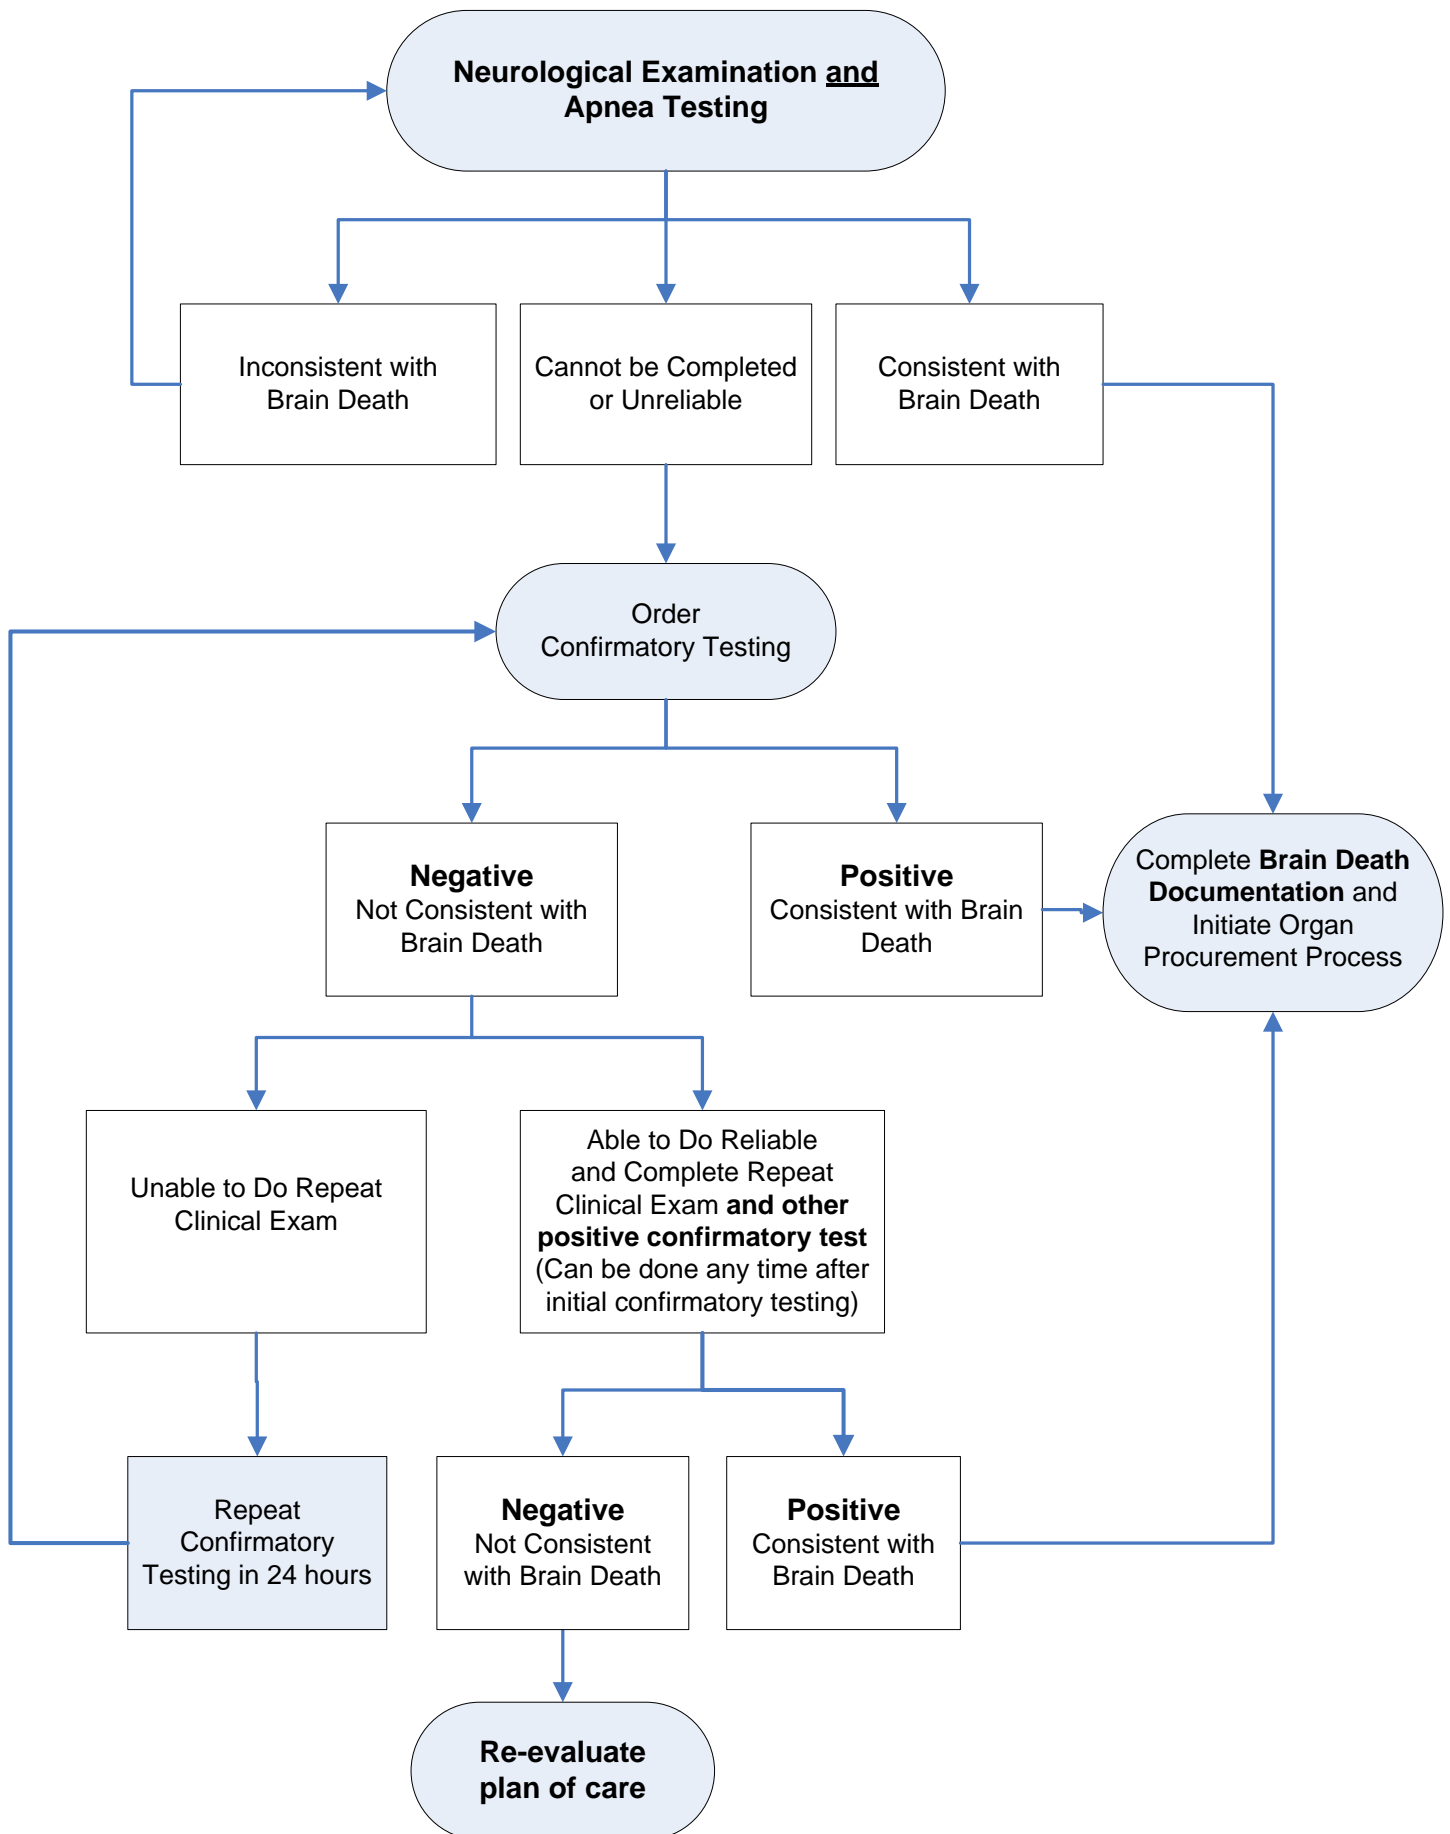 Neurological Examination and
Apnea Testing
Inconsistent with
Brain Death
Cannot be Completed
or Unreliable
Consistent with
Brain Death
Order
Confirmatory Testing
Negative
Not Consistent with
Brain Death
Positive
Consistent with Brain
Death
Complete Brain Death
Documentation and
Initiate Organ
Procurement Process
Unable to Do Repeat
Clinical Exam
Able to Do Reliable
and Complete Repeat
Clinical Exam and other
positive confirmatory test
(Can be done any time after
initial confirmatory testing)
Repeat
Confirmatory
Testing in 24 hours
Negative
Not Consistent
with Brain Death
Positive
Consistent with
Brain Death
Re-evaluate
plan of care